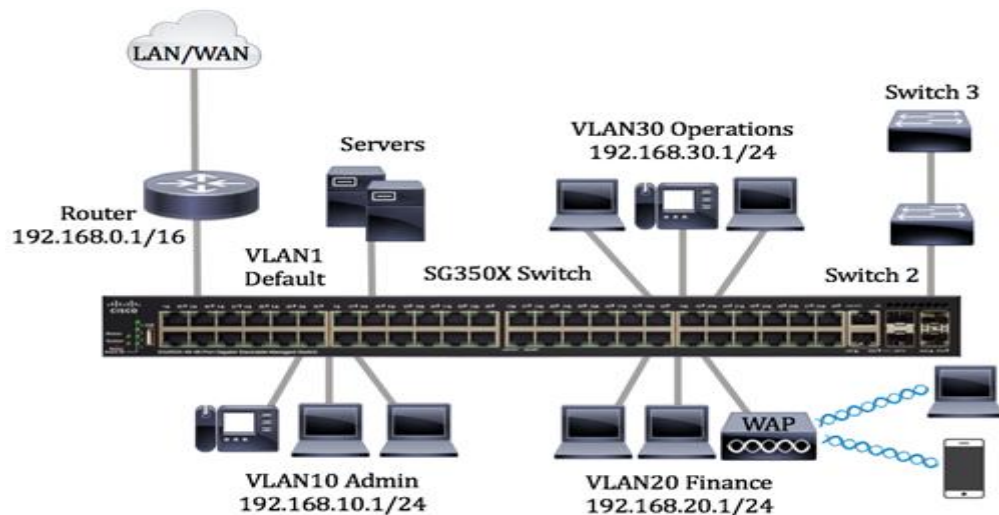 LAN/WAN
Switch 3
VLAN30 Operations
192.168.30.1/24
Servers
Router
192.168.0.1/16
VLAN1
Default
SG350X Switch
Switch 2
CISCO
WAP
VLAN10 Admin
192.168.10.1/24
VLAN20 Finance
192.168.20.1/24